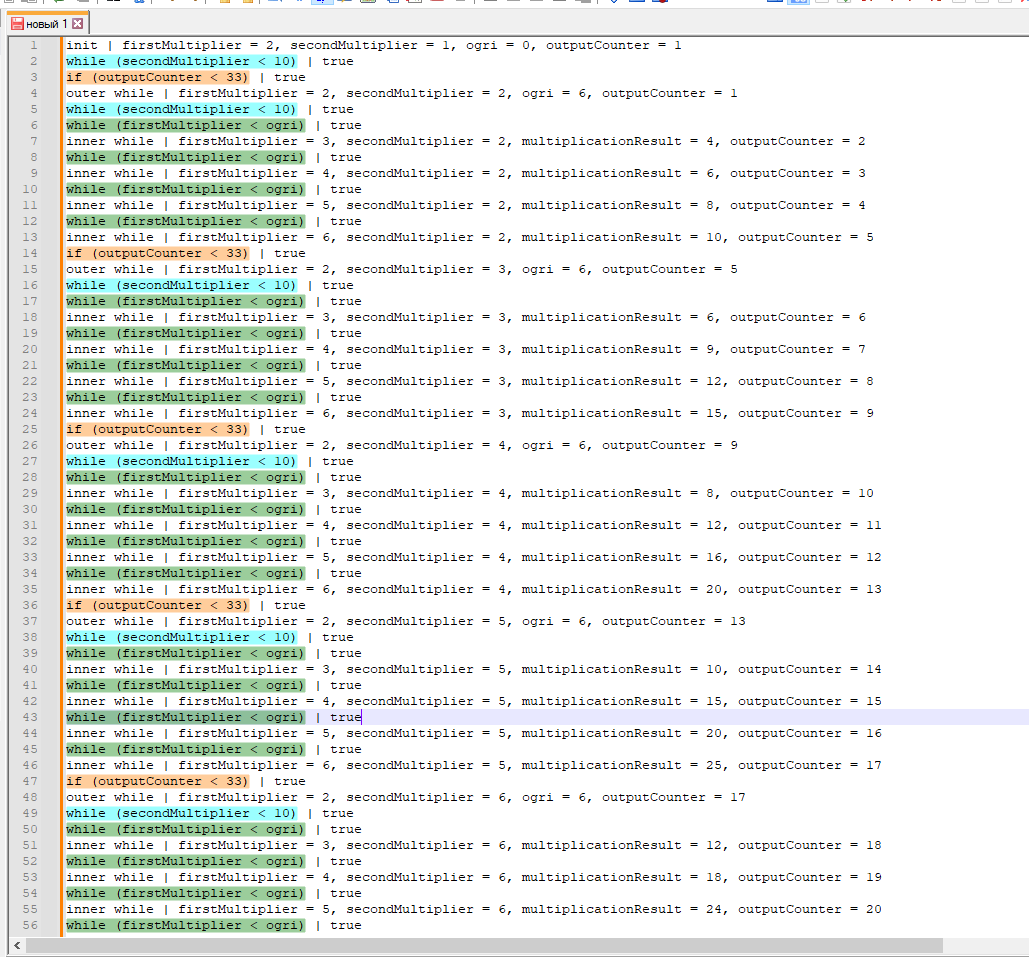 новый 1
1 init | firstMultiplier = 2, secondMultiplier = 1, ogri = 0, outputCounter = 1
2 while (secondMultiplier < 10) | true
3 if (outputCounter < 33) | true
4 outer while | firstMultiplier = 2, secondMultiplier = 2, ogri = 6, outputCounter = 1
5 while (secondMultiplier < 10) | true
6 while (firstMultiplier < ogri) | true
7 inner while | firstMultiplier = 3, secondMultiplier = 2, multiplicationResult = 4, outputCounter = 2
8 while (firstMultiplier < ogri) | true
9 inner while | firstMultiplier = 4, secondMultiplier = 2, multiplicationResult = 6, outputCounter = 3
10 while (firstMultiplier < ogri) | true
11 inner while | firstMultiplier = 5, secondMultiplier = 2, multiplicationResult = 8, outputCounter = 4
12 while (firstMultiplier < ogri) | true
13 inner while | firstMultiplier = 6, secondMultiplier = 2, multiplicationResult = 10, outputCounter = 5
14 if (outputCounter < 33) | true
15 outer while | firstMultiplier = 2, secondMultiplier = 3, ogri = 6, outputCounter = 5
16 while (secondMultiplier < 10) | true
17 while (firstMultiplier < ogri) | true
18 inner while | firstMultiplier = 3, secondMultiplier = 3, multiplicationResult = 6, outputCounter = 6
19 while (firstMultiplier < ogri) | true
20 inner while | firstMultiplier = 4, secondMultiplier = 3, multiplicationResult = 9, outputCounter = 7
21 while (firstMultiplier < ogri) | true
22 inner while | firstMultiplier = 5, secondMultiplier = 3, multiplicationResult = 12, outputCounter = 8
23 while (firstMultiplier < ogri) | true
24 inner while | firstMultiplier = 6, secondMultiplier = 3, multiplicationResult = 15, outputCounter = 9
25 if (outputCounter < 33) | true
26 outer while | firstMultiplier = 2, secondMultiplier = 4, ogri = 6, outputCounter = 9
27 while (secondMultiplier < 10) | true
28 while (firstMultiplier < ogri) | true
29 inner while | firstMultiplier = 3, secondMultiplier = 4, multiplicationResult = 8, outputCounter = 10
30 while (firstMultiplier < ogri) | true
31 inner while | firstMultiplier = 4, secondMultiplier = 4, multiplicationResult = 12, outputCounter = 11
32 while (firstMultiplier < ogri) | true
33 inner while | firstMultiplier = 5, secondMultiplier = 4, multiplicationResult = 16, outputCounter = 12
34 while (firstMultiplier < ogri) | true
35 inner while | firstMultiplier = 6, secondMultiplier = 4, multiplicationResult = 20, outputCounter = 13
36 if (outputCounter < 33) | true
37 outer while | firstMultiplier = 2, secondMultiplier = 5, ogri = 6, outputCounter = 13
38 while (secondMultiplier < 10) | true
39 while (firstMultiplier < ogri) | true
40 inner while | firstMultiplier = 3, secondMultiplier = 5, multiplicationResult = 10, outputCounter = 14
41 while (firstMultiplier < ogri) | true
42 inner while | firstMultiplier = 4, secondMultiplier = 5, multiplicationResult = 15, outputCounter = 15
43 while (firstMultiplier < ogri) | true
44 inner while | firstMultiplier = 5, secondMultiplier = 5, multiplicationResult = 20, outputCounter = 16
45 while (firstMultiplier < ogri) | true
46 inner while | firstMultiplier = 6, secondMultiplier = 5, multiplicationResult = 25, outputCounter = 17
47 if (outputCounter < 33) | true
48 outer while | firstMultiplier = 2, secondMultiplier = 6, ogri = 6, outputCounter = 17
49 while (secondMultiplier < 10) | true
50 while (firstMultiplier < ogri) | true
51 inner while | firstMultiplier = 3, secondMultiplier = 6, multiplicationResult = 12, outputCounter = 18
52 while (firstMultiplier < ogri) | true
53 inner while | firstMultiplier = 4, secondMultiplier = 6, multiplicationResult = 18, outputCounter = 19
54 while (firstMultiplier < ogri) | true
55 inner while | firstMultiplier = 5, secondMultiplier = 6, multiplicationResult = 24, outputCounter = 20
56 while (firstMultiplier < ogri) | true